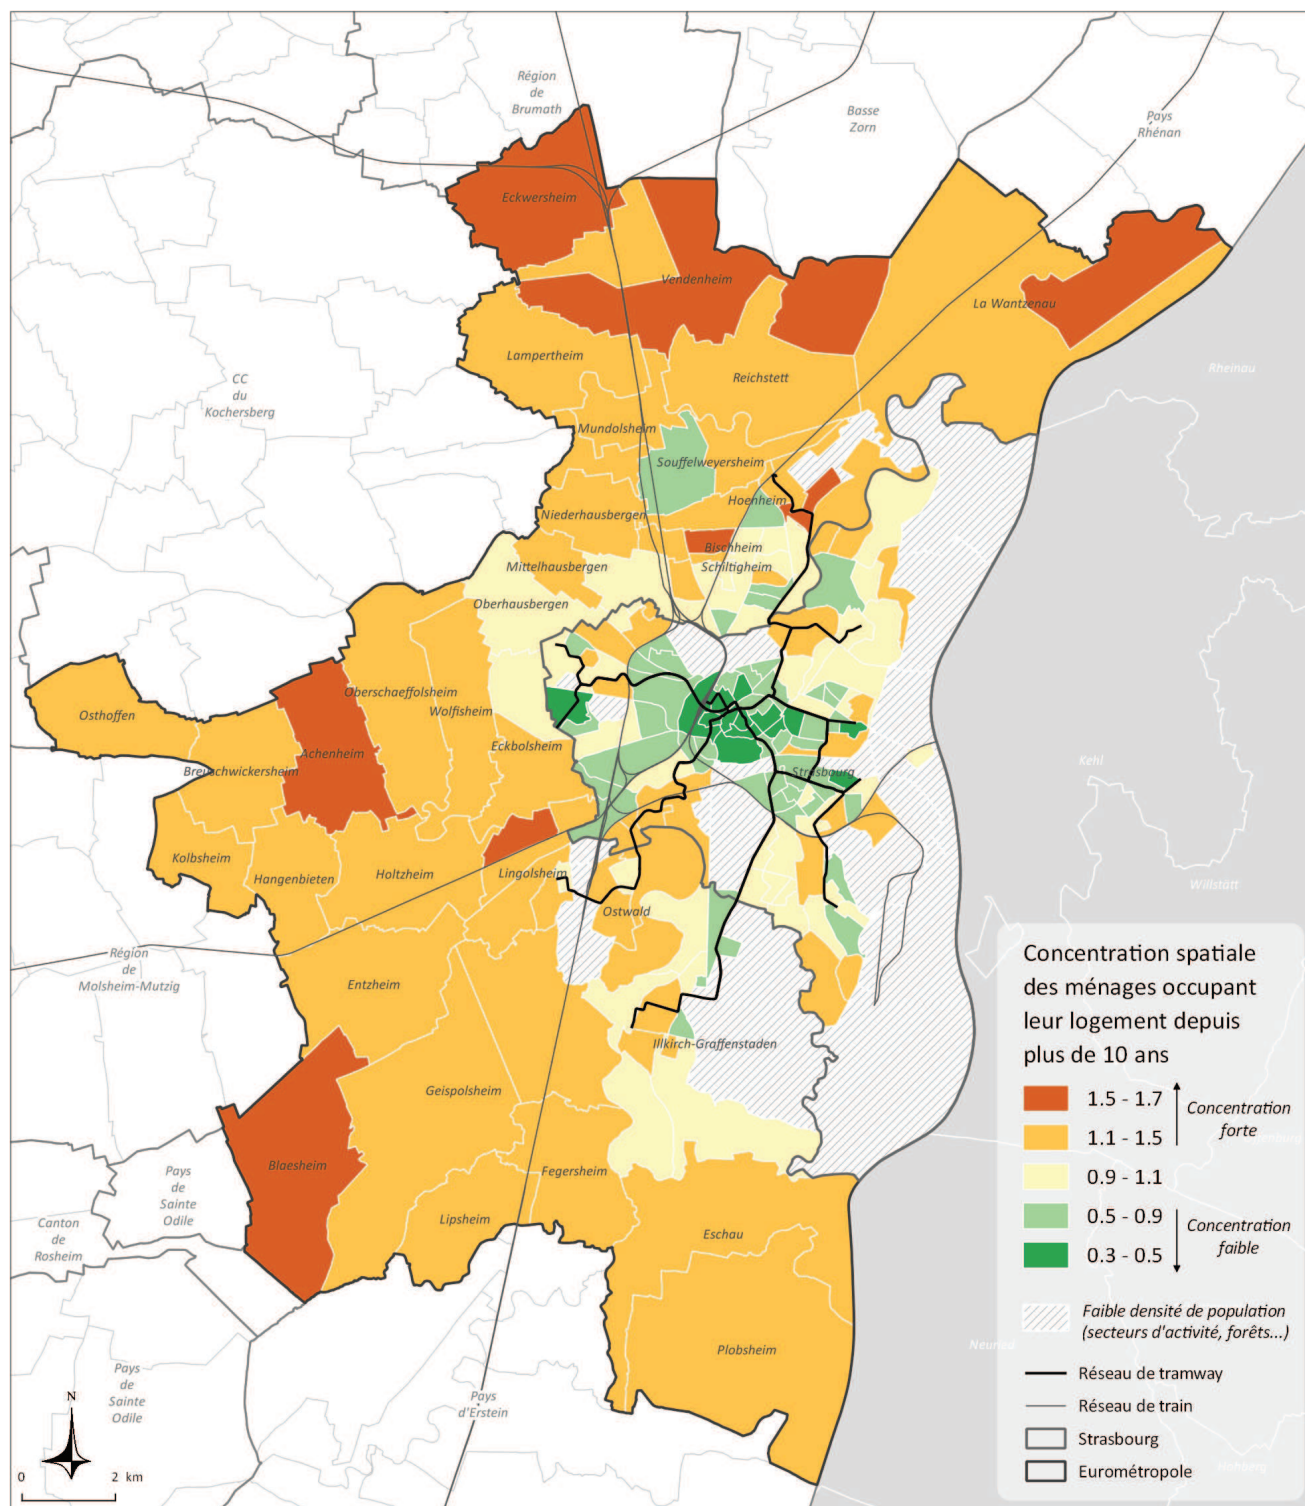 Région
de
Brumath
Basse
Zorn
Pays
Rhénan
Eckwersheim
Vendenheim
La Wantzenau
Lampertheim
Reichstett
Rheinau
CC
du
Kochersberg
Mundolsheim
Souffelweyersheim
Hoenheim
Niederhausbergen
Bischheim
Mittelhausbergen
Schiltigheim
Oberhausbergen
Oberschaeffolsheim
Wolfisheim
Osthoffen
Eckbolsheim
Achenheim
Breuschwickersheim
Strasbourg
Kehl
Kolbsheim
Hangenbieten
Holtzheim
Lingolsheim
Willstätt
Ostwald
Région
de
Molsheim-Mutzig
Entzheim
Illkirch-Graffenstaden
Geispolsheim
Blaesheim
Fegersheim
Pays
de
Sainte
Odile
Canton
de
Rosheim
Lipsheim
Eschau
Plobsheim
Neuried
Pays
de
Sainte
Odile
Pays
d'Erstein
N
0 2 km
Concentration spatiale
des ménages occupant
leur logement depuis
plus de 10 ans
1.5 - 1.7
1.1 - 1.5
Concentration
forte
0.9 - 1.1
0.5 - 0.9
0.3 - 0.5
Concentration
faible
Faible densité de population
(secteurs d'activité, forêts...)
Réseau de tramway
Réseau de train
Strasbourg
Eurométropole